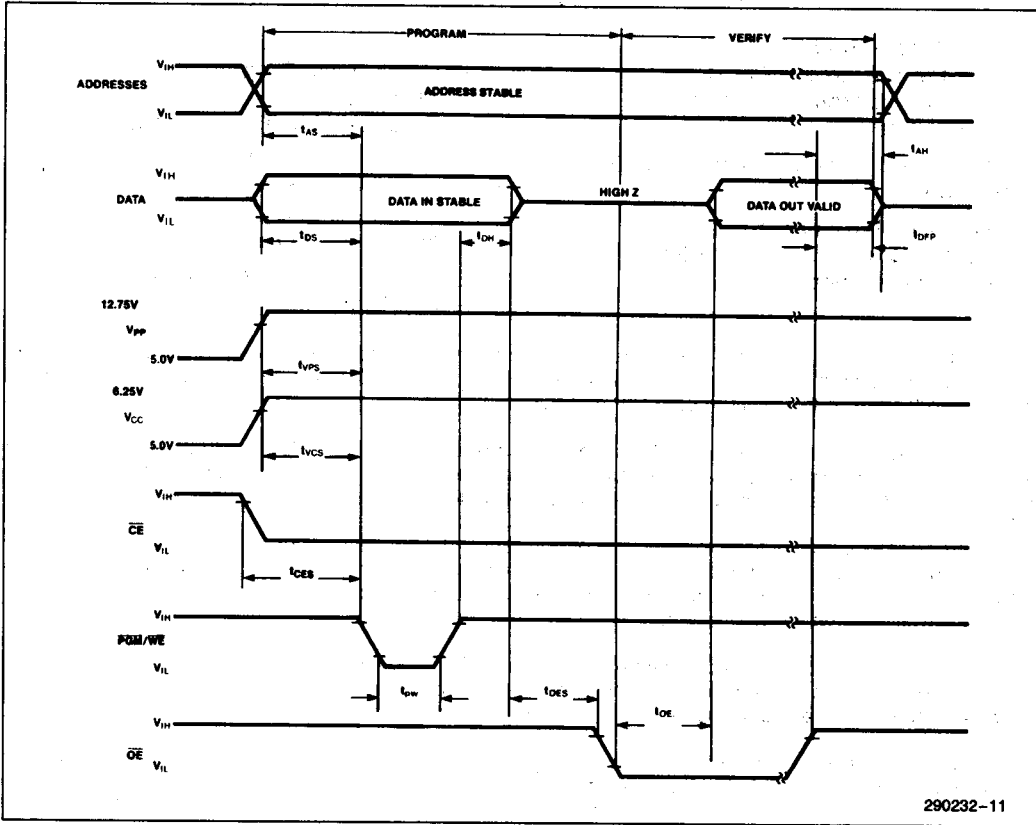 PROGRAM
VERIFY
ADDRESSES
VIH
VIL
ADDRESS STABLE
tAS
tAH
DATA
VIH
VIL
DATA IN STABLE
HIGH Z
DATA OUT VALID
tDS
tDH
tDFP
12.75V
VPP
5.0V
tVPS
6.25V
VCC
5.0V
tVCS
VIH
CE
VIL
tCES
VIH
PGM/WE
VIL
tPW
tOES
tOE
VIH
OE
VIL
290232-11